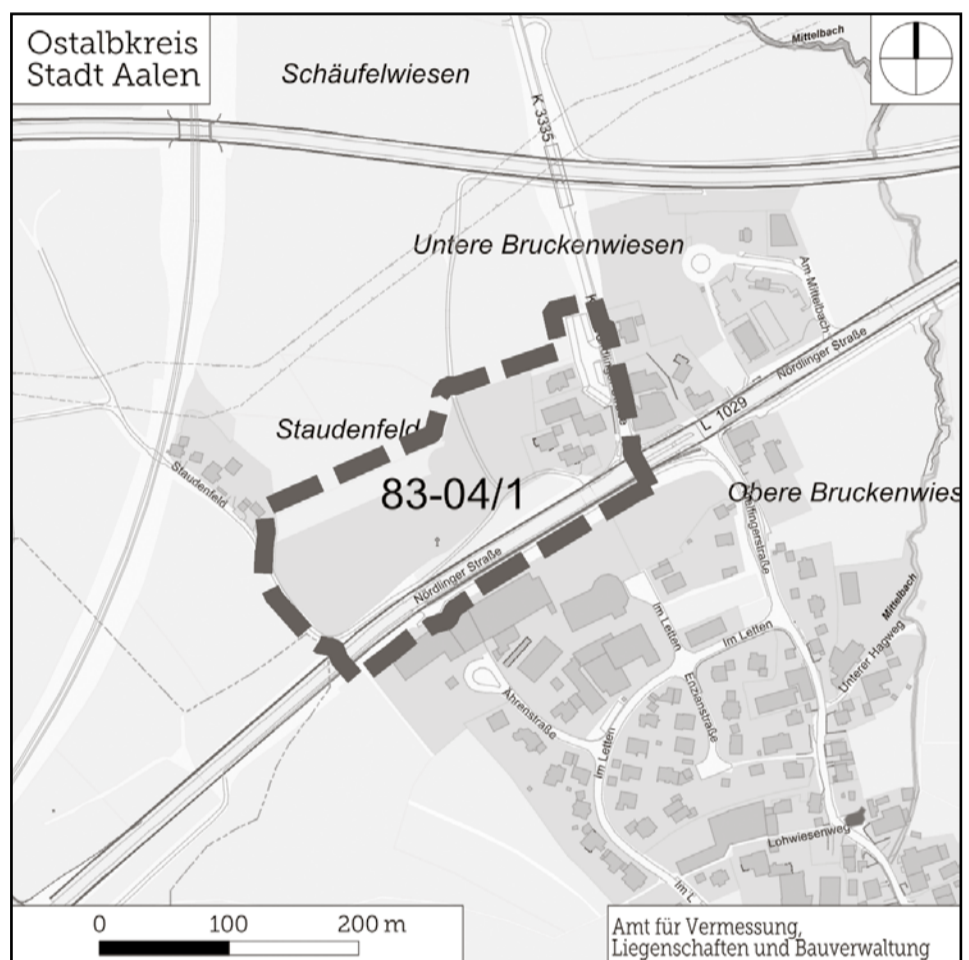 Ostalbkreis
Stadt Aalen
Schäufelwiesen
Mittelbach
K 3335
Untere Bruckenwiesen
Am Mittelbach
Nördlinger Straße
L 1029
Staudenfeld
Staudenfeld
83-04/1
Obere Bruckenwies
Nördlinger Straße
Im Letten
Im Letten
Mittelbach
Unterer Hagweg
Enzianstraße
Ährenstraße
Im Letten
Lohwiesenweg
Im L
0 100 200 m
Amt für Vermessung,
Liegenschaften und Bauverwaltung